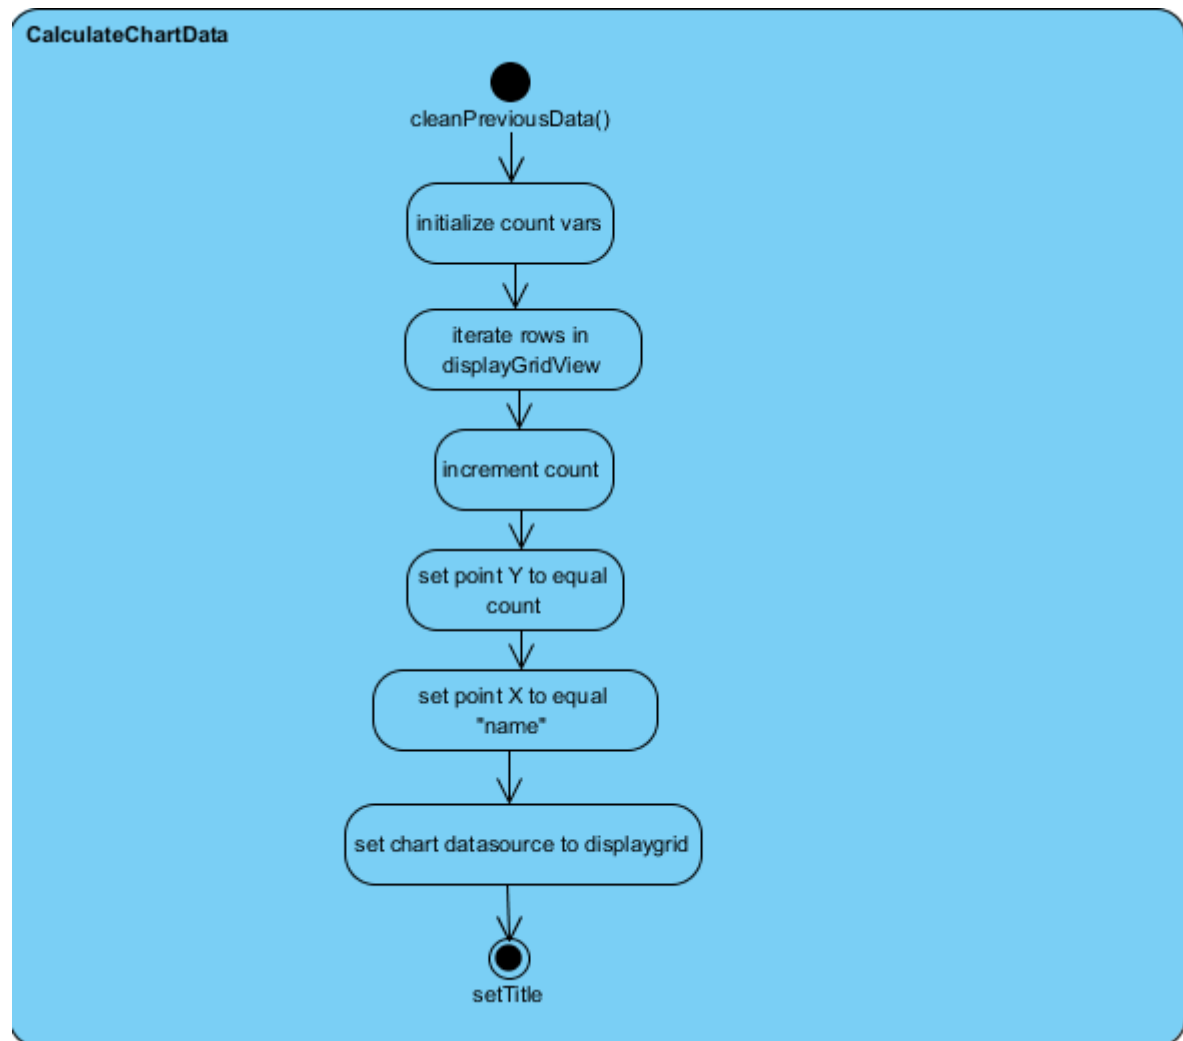 CalculateChartData
cleanPreviousData()
initialize count vars
iterate rows in
displayGridView
increment count
set point Y to equal
count
set point X to equal
"name"
set chart datasource to displaygrid
setTitle